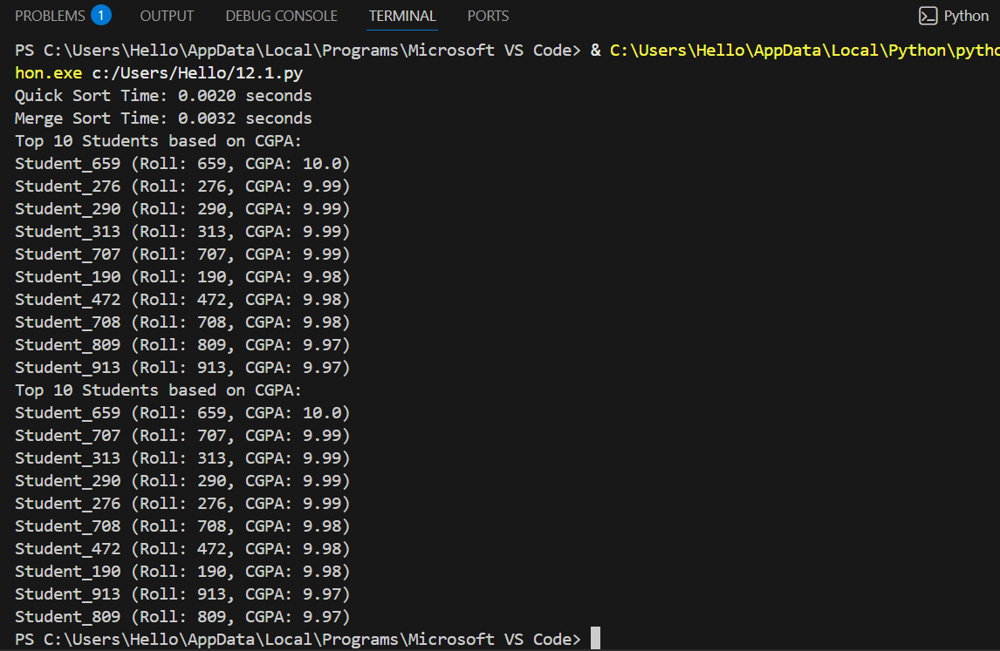 PROBLEMS 1 OUTPUT DEBUG CONSOLE TERMINAL PORTS Python
PS C:\Users\Hello\AppData\Local\Programs\Microsoft VS Code> & C:\Users\Hello\AppData\Local\Python\pytho
hon.exe c:/Users/Hello/12.1.py
Quick Sort Time: 0.0020 seconds
Merge Sort Time: 0.0032 seconds
Top 10 Students based on CGPA:
Student_659 (Roll: 659, CGPA: 10.0)
Student_276 (Roll: 276, CGPA: 9.99)
Student_290 (Roll: 290, CGPA: 9.99)
Student_313 (Roll: 313, CGPA: 9.99)
Student_707 (Roll: 707, CGPA: 9.99)
Student_190 (Roll: 190, CGPA: 9.98)
Student_472 (Roll: 472, CGPA: 9.98)
Student_708 (Roll: 708, CGPA: 9.98)
Student_809 (Roll: 809, CGPA: 9.97)
Student_913 (Roll: 913, CGPA: 9.97)
Top 10 Students based on CGPA:
Student_659 (Roll: 659, CGPA: 10.0)
Student_707 (Roll: 707, CGPA: 9.99)
Student_313 (Roll: 313, CGPA: 9.99)
Student_290 (Roll: 290, CGPA: 9.99)
Student_276 (Roll: 276, CGPA: 9.99)
Student_708 (Roll: 708, CGPA: 9.98)
Student_472 (Roll: 472, CGPA: 9.98)
Student_190 (Roll: 190, CGPA: 9.98)
Student_913 (Roll: 913, CGPA: 9.97)
Student_809 (Roll: 809, CGPA: 9.97)
PS C:\Users\Hello\AppData\Local\Programs\Microsoft VS Code>